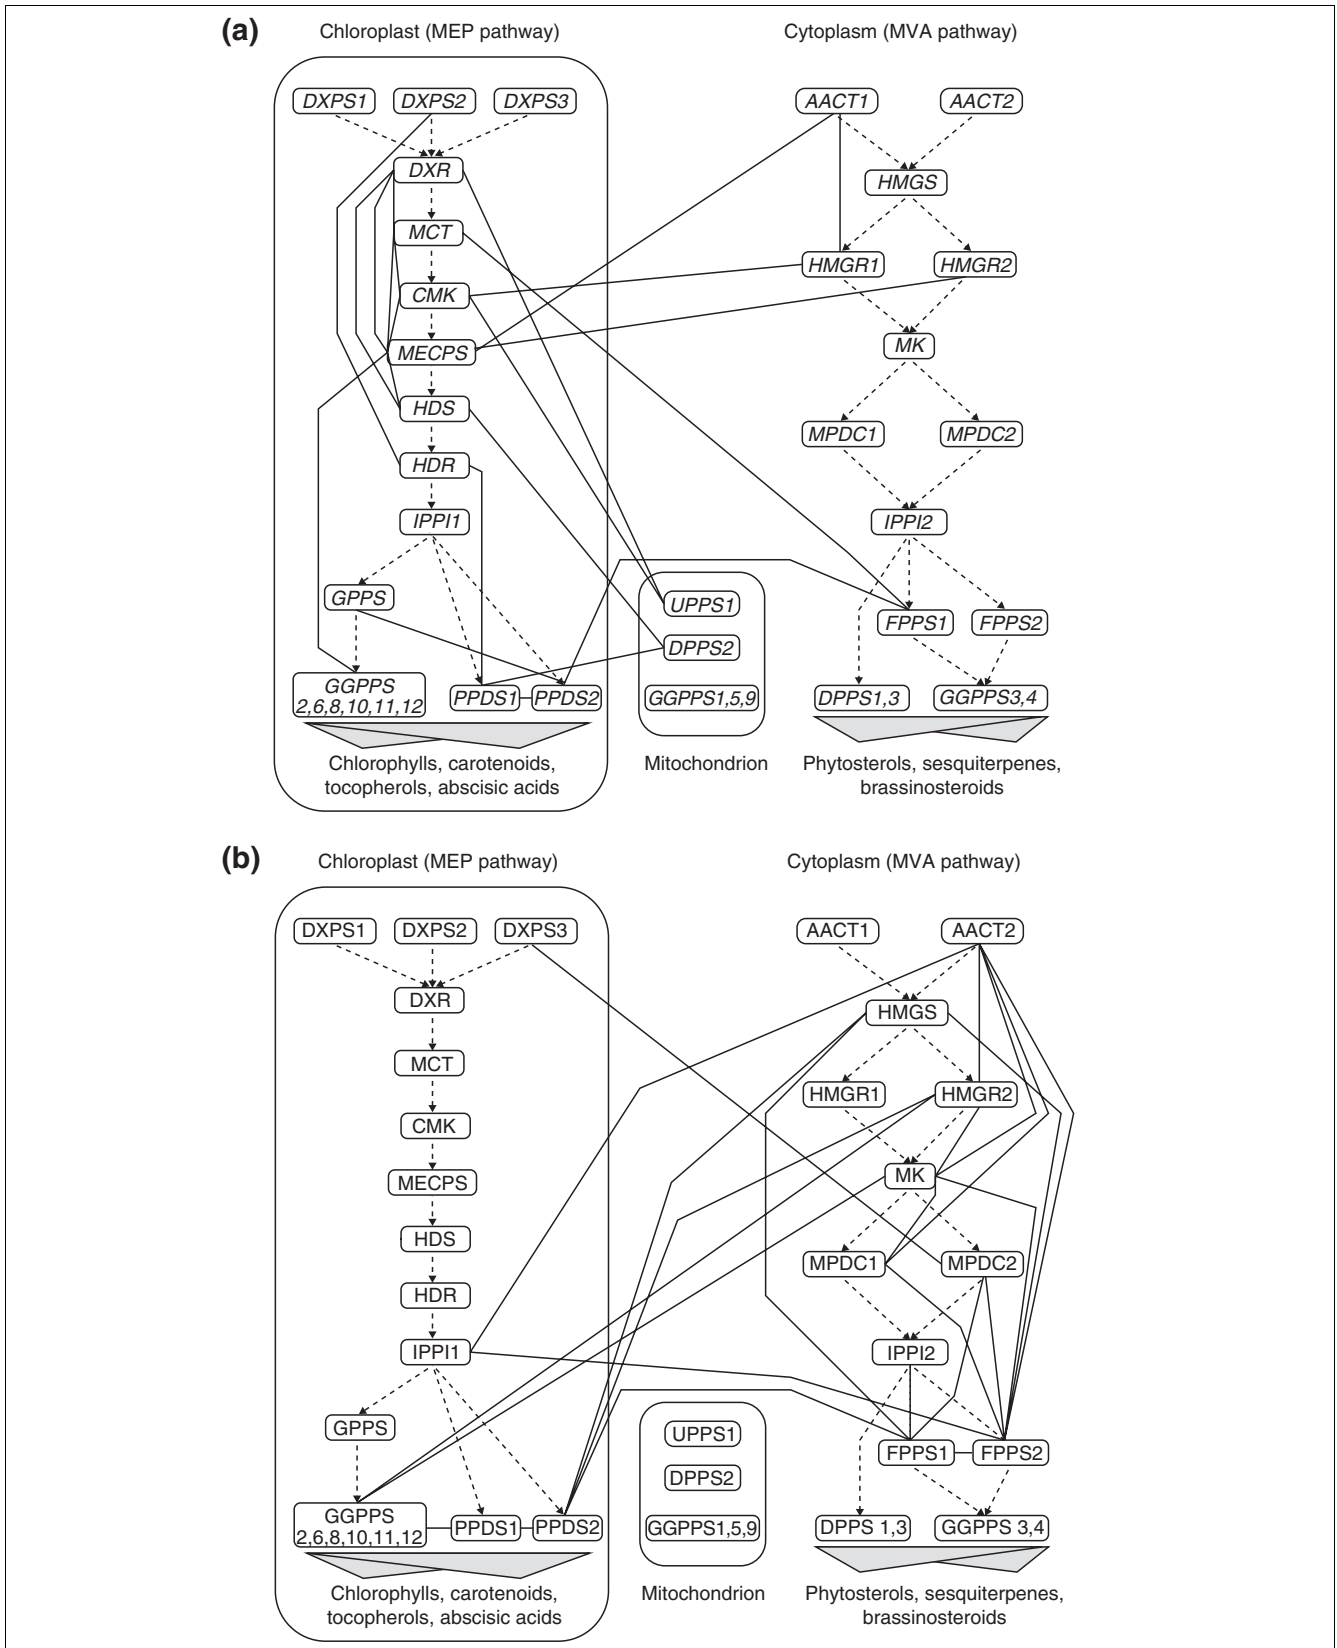 (a)
Chloroplast (MEP pathway)
Cytoplasm (MVA pathway)
DXPS1
DXPS2
DXPS3
AACT1
AACT2
DXR
HMGS
MCT
HMGR1
HMGR2
CMK
MECPS
MK
HDS
MPDC1
MPDC2
HDR
IPPI1
IPPI2
GPPS
UPPS1
FPPS1
FPPS2
DPPS2
GGPPS
2,6,8,10,11,12
PPDS1
PPDS2
GGPPS1,5,9
DPPS1,3
GGPPS3,4
Chlorophylls, carotenoids,
tocopherols, abscisic acids
Mitochondrion
Phytosterols, sesquiterpenes,
brassinosteroids
(b)
Chloroplast (MEP pathway)
Cytoplasm (MVA pathway)
DXPS1
DXPS2
DXPS3
AACT1
AACT2
DXR
HMGS
MCT
HMGR1
HMGR2
CMK
MECPS
MK
HDS
MPDC1
MPDC2
HDR
IPPI1
IPPI2
GPPS
UPPS1
FPPS1
FPPS2
DPPS2
GGPPS
2,6,8,10,11,12
PPDS1
PPDS2
GGPPS1,5,9
DPPS 1,3
GGPPS 3,4
Chlorophylls, carotenoids,
tocopherols, abscisic acids
Mitochondrion
Phytosterols, sesquiterpenes,
brassinosteroids